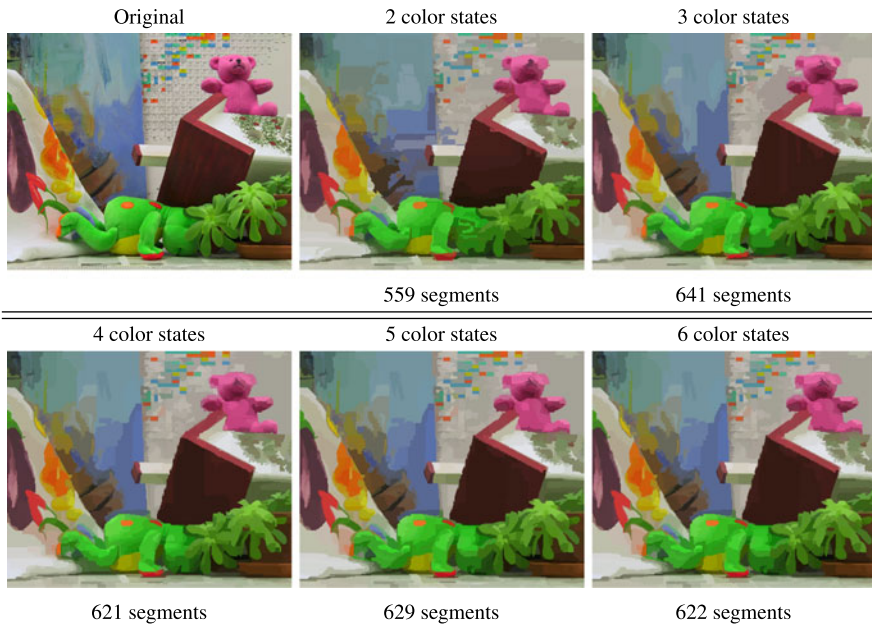 Original
2 color states
3 color states
559 segments
641 segments
4 color states
5 color states
6 color states
621 segments
629 segments
622 segments